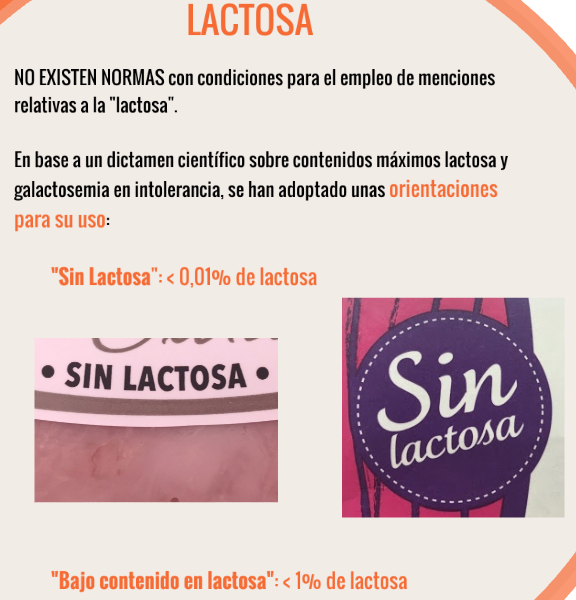 LACTOSA
NO EXISTEN NORMAS con condiciones para el empleo de menciones
relativas a la "lactosa".
En base a un dictamen científico sobre contenidos máximos lactosa y
galactosemia en intolerancia, se han adoptado unas orientaciones
para su uso:
"Sin Lactosa": < 0,01% de lactosa
• SIN LACTOSA •
Sin
lactosa
"Bajo contenido en lactosa": < 1% de lactosa